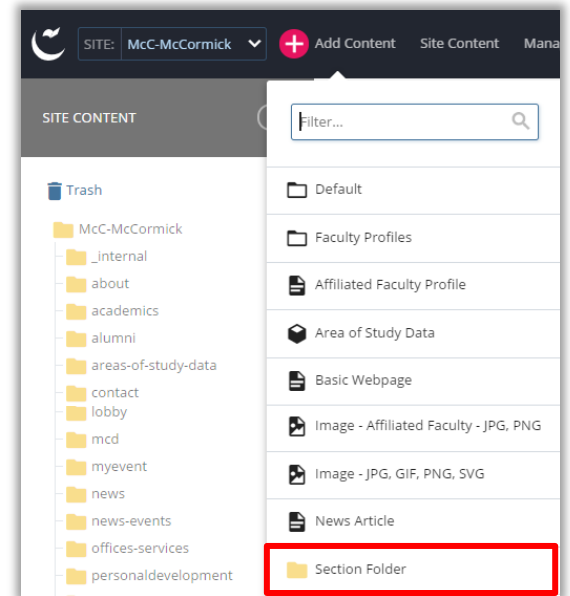 SITE: McC-McCormick Add Content Site Content Mana
SITE CONTENT
Filter...
Trash
McC-McCormick
_internal
about
academics
alumni
areas-of-study-data
contact
lobby
mcd
myevent
news
news-events
offices-services
personaldevelopment
Default
Faculty Profiles
Affiliated Faculty Profile
Area of Study Data
Basic Webpage
Image - Affiliated Faculty - JPG, PNG
Image - JPG, GIF, PNG, SVG
News Article
Section Folder